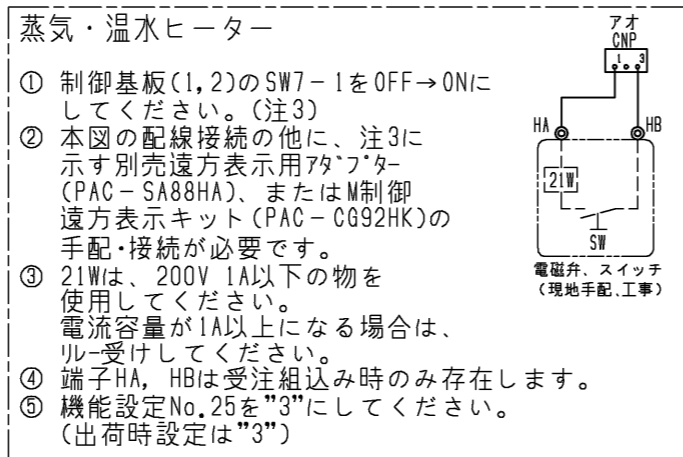 蒸気・温水ヒーター
① 制御基板(1,2)のSW7-1をOFF→ONに
してください。(注3)
② 本図の配線接続の他に、注3に
示す別売遠方表示用ｱﾀﾞﾌﾟﾀｰ
(PAC-SA88HA)、またはM制御
遠方表示キット(PAC-CG92HK)の
手配・接続が必要です。
③ 21Wは、200V 1A以下の物を
使用してください。
電流容量が1A以上になる場合は、
ﾘﾚｰ受けしてください。
④ 端子HA, HBは受注組込み時のみ存在します。
⑤ 機能設定No.25を”3”にしてください。
(出荷時設定は”3”)
アオ
CNP
1 3
HA HB
21W
SW
電磁弁、スイッチ
(現地手配､工事)